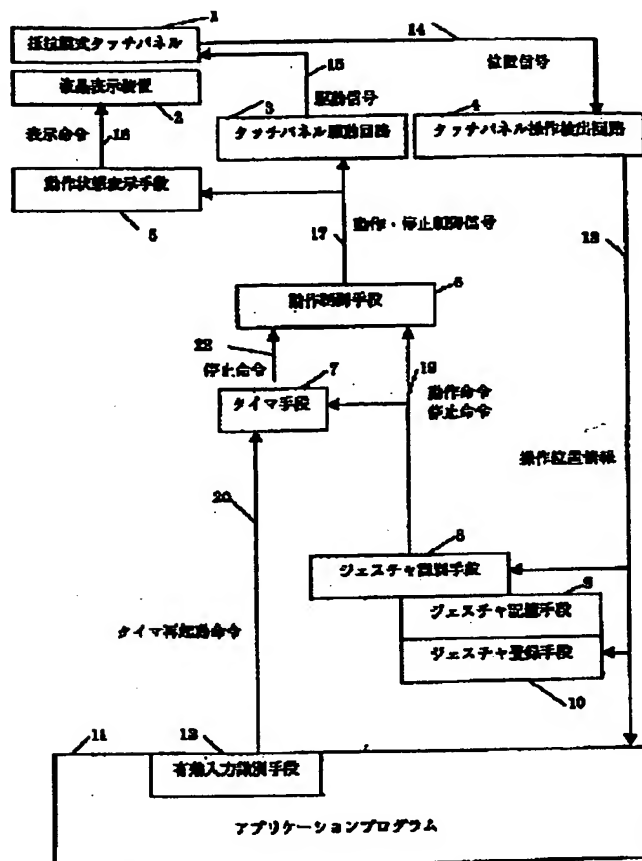 1
抵抗膜式タッチパネル
14
15
位置信号
液晶表示装置
2
3
駆動信号
4
表示命令
16
タッチパネル駆動回路
タッチパネル操作検出回路
動作状態表示手段
5
17
動作・停止制御信号
13
動作制御手段
6
22
停止命令
7
19
動作命令
停止命令
タイマ手段
操作位置情報
20
8
ジェスチャ識別手段
9
ジェスチャ記憶手段
タイマ再起動命令
ジェスチャ登録手段
10
11
12
有効入力識別手段
アプリケーションプログラム